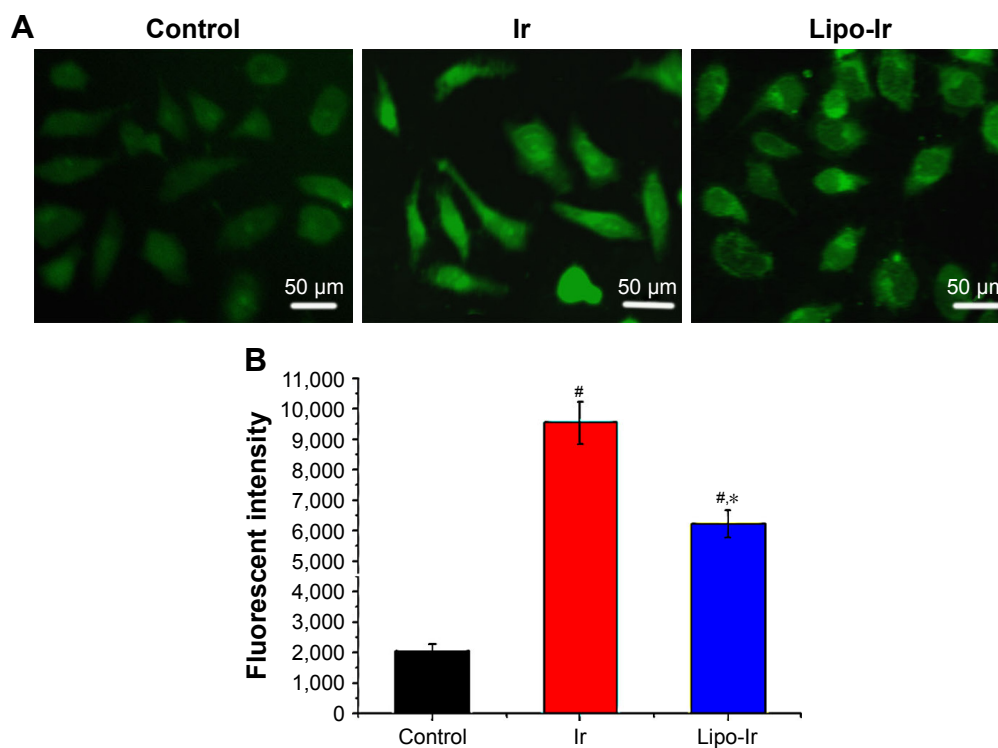 A
Control
Ir
Lipo-Ir
50 µm
50 µm
50 µm
B
Fluorescent intensity
11,000
10,000
9,000
8,000
7,000
6,000
5,000
4,000
3,000
2,000
1,000
0
#
#,*
Control
Ir
Lipo-Ir